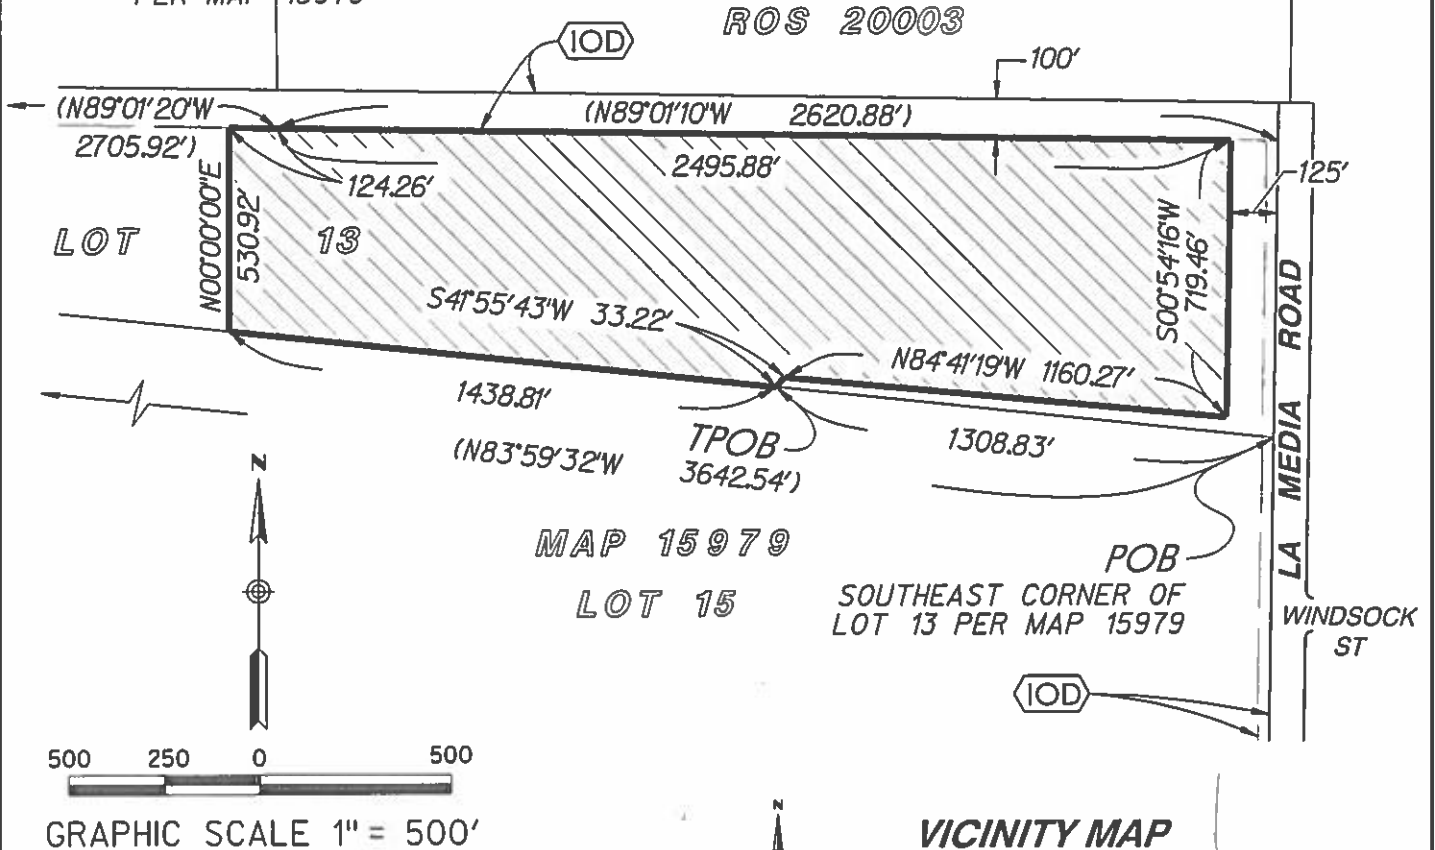 ROS 20003
IOD
100'
(N89°01'20"W
2705.92')
(N89°01'10"W 2620.88')
2495.88'
124.26'
125'
LOT 13
N00°00'00"E
530.92'
S00°54'16"W
719.46'
S41°55'43"W 33.22'
N84°41'19"W 1160.27'
1438.81'
1308.83'
TPOB
(N83°59'32"W 3642.54')
LA MEDIA ROAD
N
MAP 15979
LOT 15
POB
SOUTHEAST CORNER OF
LOT 13 PER MAP 15979
WINDSOCK
ST
IOD
500 250 0 500
GRAPHIC SCALE 1" = 500'
N
VICINITY MAP